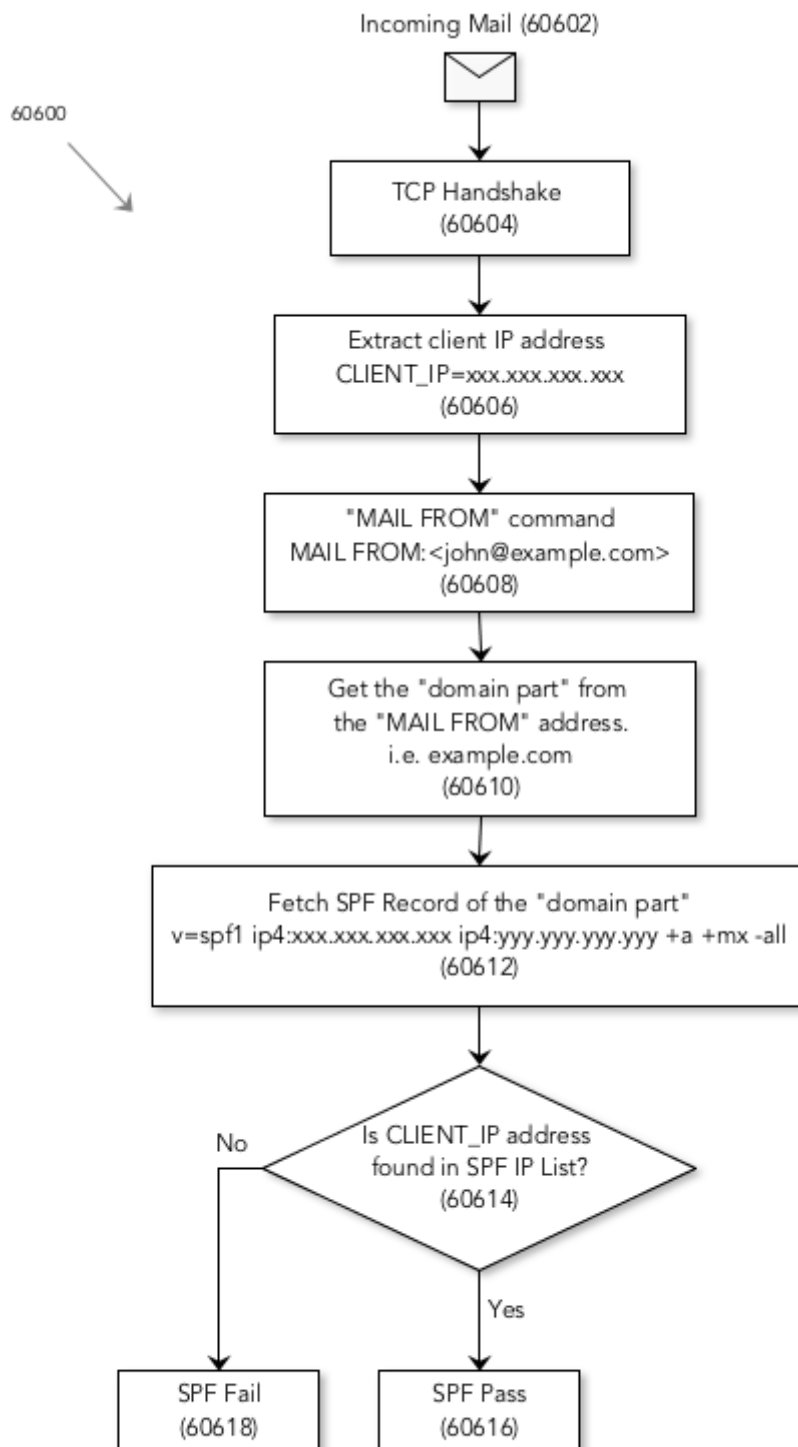 Incoming Mail (60602)
60600
TCP Handshake
(60604)
Extract client IP address
CLIENT_IP=xxx.xxx.xxx.xxx
(60606)
"MAIL FROM" command
MAIL FROM:<john@example.com>
(60608)
Get the "domain part" from
the "MAIL FROM" address.
i.e. example.com
(60610)
Fetch SPF Record of the "domain part"
v=spf1 ip4:xxx.xxx.xxx.xxx ip4:yyy.yyy.yyy.yyy +a +mx -all
(60612)
Is CLIENT_IP address
found in SPF IP List?
(60614)
No
Yes
SPF Fail
(60618)
SPF Pass
(60616)